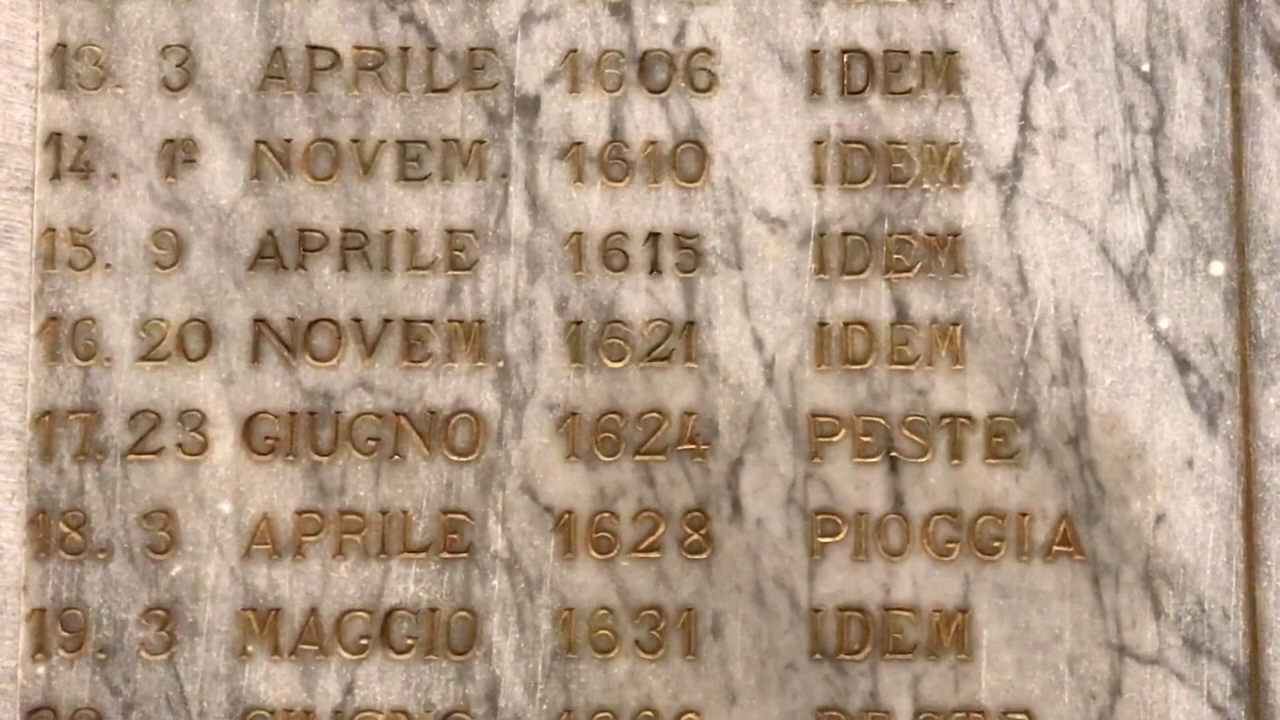 13. 3 APRILE 1606 IDEM
14. 1º NOVEM. 1610 IDEM
15. 9 APRILE 1615 IDEM
16. 20 NOVEM. 1621 IDEM
17. 23 GIUGNO 1624 PESTE
18. 3 APRILE 1628 PIOGGIA
19. 3 MAGGIO 1631 IDEM